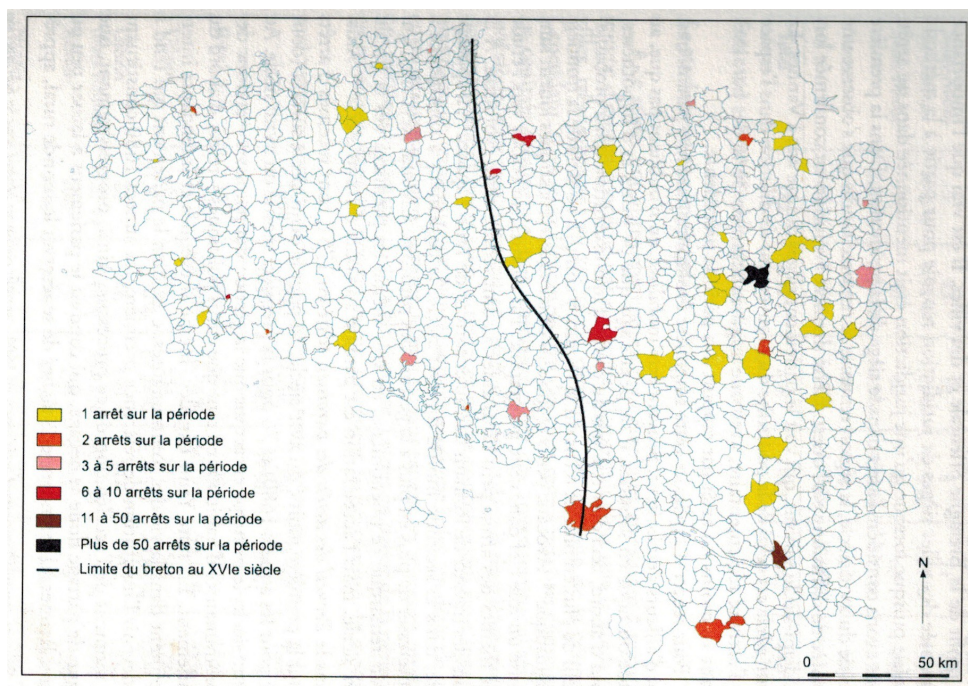 1 arrêt sur la période
2 arrêts sur la période
3 à 5 arrêts sur la période
6 à 10 arrêts sur la période
11 à 50 arrêts sur la période
Plus de 50 arrêts sur la période
Limite du breton au XVIe siècle
N
0 50 km